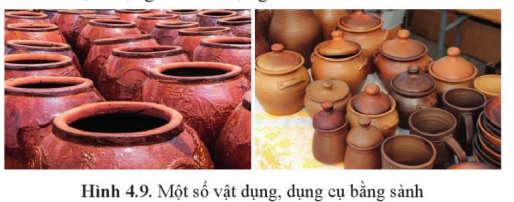 Hình 4.9. Một số vật dụng, dụng cụ bằng sành